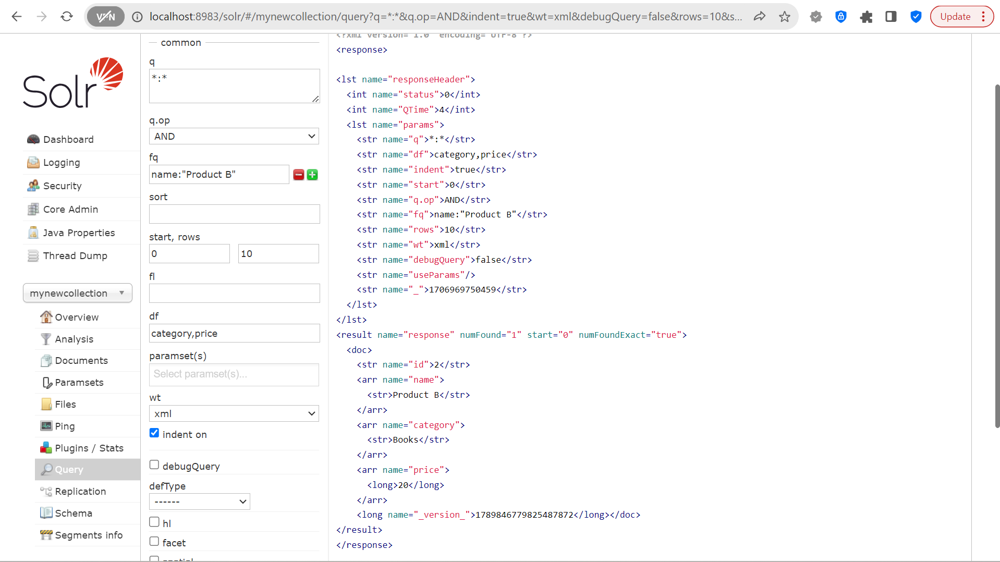 VPN
localhost:8983/solr/#/mynewcollection/query?q=*:*&q.op=AND&indent=true&wt=xml&debugQuery=false&rows=10&s...
Update
Solr
Dashboard
Logging
Security
Core Admin
Java Properties
Thread Dump
mynewcollection
Overview
Analysis
Documents
Paramsets
Files
Ping
Plugins / Stats
Query
Replication
Schema
Segments info
common
q
*:*
q.op
AND
fq
name:"Product B"
sort
start, rows
0
10
fl
df
category,price
paramset(s)
Select paramset(s)...
wt
xml
indent on
debugQuery
defType
------
hl
facet
spatial
<?xml version="1.0" encoding="UTF-8"?>
<response>
<lst name="responseHeader">
<int name="status">0</int>
<int name="QTime">4</int>
<lst name="params">
<str name="q">*:*</str>
<str name="df">category,price</str>
<str name="indent">true</str>
<str name="start">0</str>
<str name="q.op">AND</str>
<str name="fq">name:"Product B"</str>
<str name="rows">10</str>
<str name="wt">xml</str>
<str name="debugQuery">false</str>
<str name="useParams"/>
<str name="_">1706969750459</str>
</lst>
</lst>
<result name="response" numFound="1" start="0" numFoundExact="true">
<doc>
<str name="id">2</str>
<arr name="name">
<str>Product B</str>
</arr>
<arr name="category">
<str>Books</str>
</arr>
<arr name="price">
<long>20</long>
</arr>
<long name="_version_">1789846779825487872</long></doc>
</result>
</response>